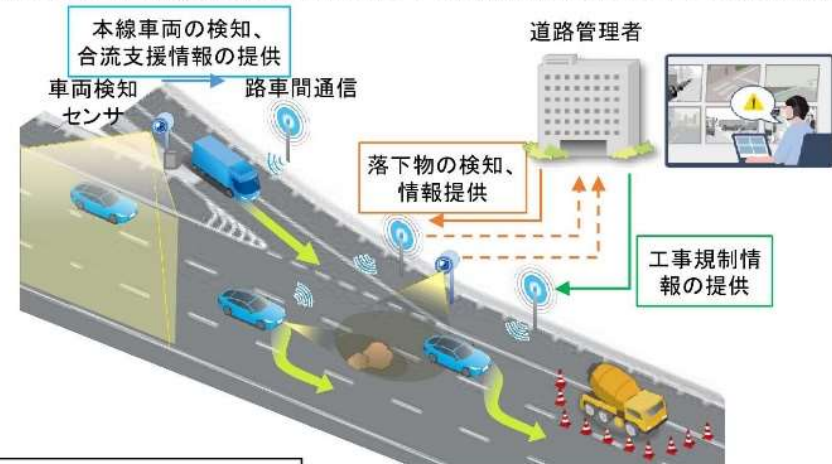 本線車両の検知、
合流支援情報の提供
車両検知
センサ
路車間通信
道路管理者
落下物の検知、
情報提供
工事規制情
報の提供